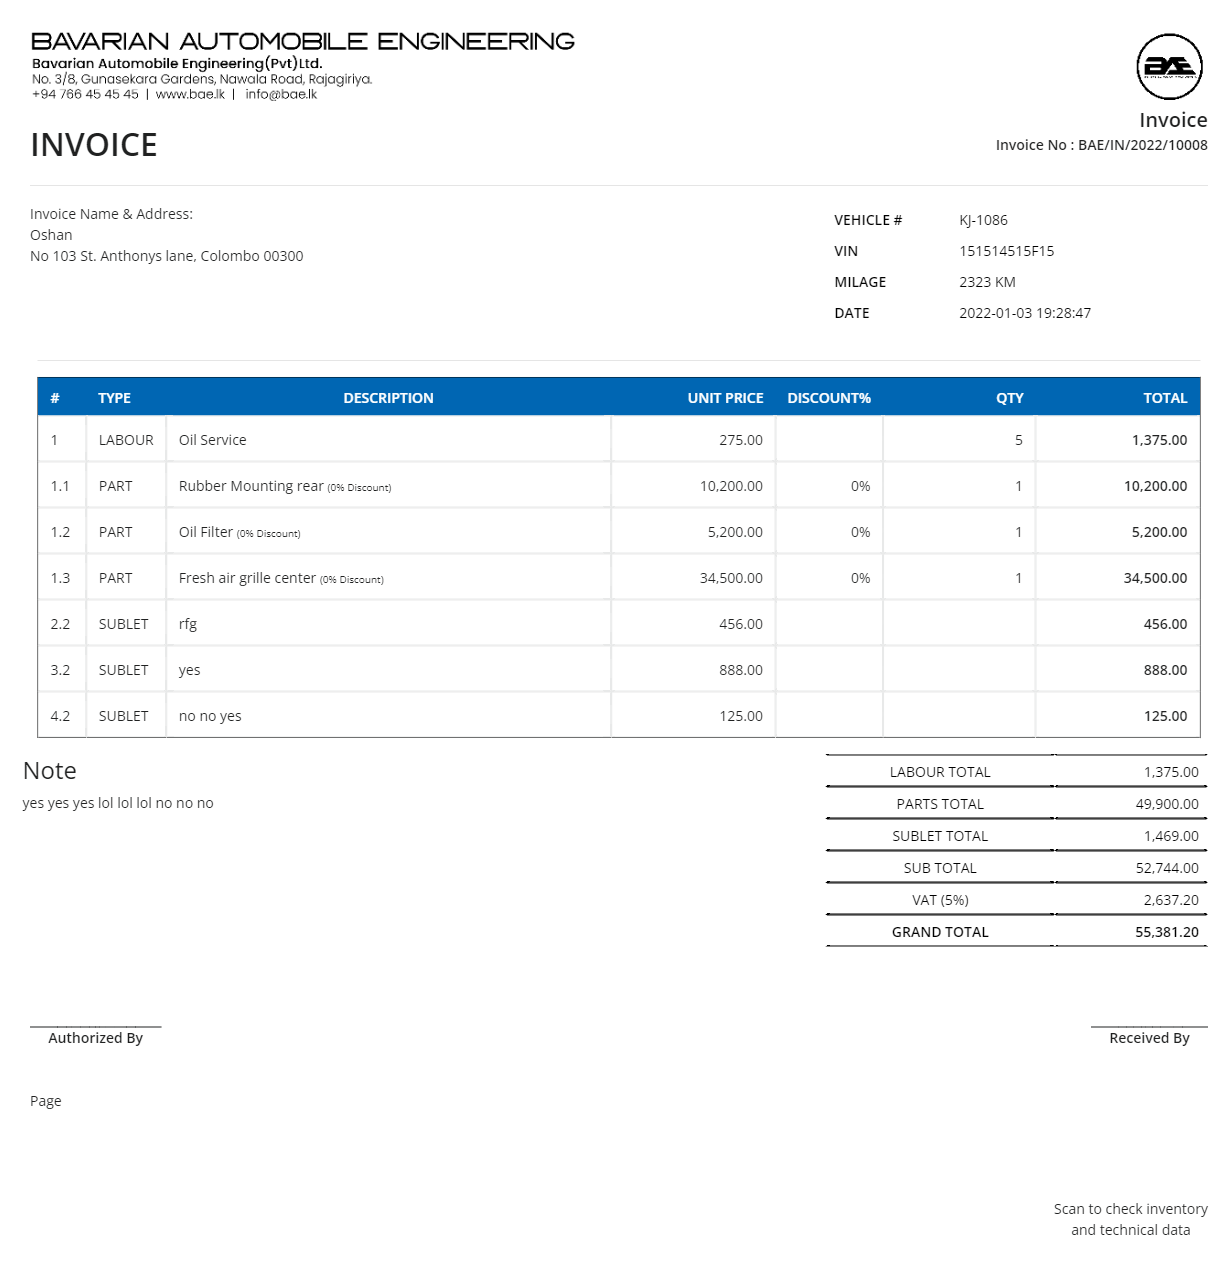 BAVARIAN AUTOMOBILE ENGINEERING
Bavarian Automobile Engineering(Pvt)Ltd.
No. 3/8, Gunasekara Gardens, Nawala Road, Rajagiriya.
+94 766 45 45 45 | www.bae.lk | info@bae.lk
BAE
Invoice
INVOICE
Invoice No : BAE/IN/2022/10008
Invoice Name & Address:
Oshan
No 103 St. Anthonys lane, Colombo 00300
VEHICLE # KJ-1086
VIN 151514515F15
MILAGE 2323 KM
DATE 2022-01-03 19:28:47
# TYPE DESCRIPTION UNIT PRICE DISCOUNT% QTY TOTAL
1 LABOUR Oil Service 275.00 5 1,375.00
1.1 PART Rubber Mounting rear (0% Discount) 10,200.00 0% 1 10,200.00
1.2 PART Oil Filter (0% Discount) 5,200.00 0% 1 5,200.00
1.3 PART Fresh air grille center (0% Discount) 34,500.00 0% 1 34,500.00
2.2 SUBLET rfg 456.00 456.00
3.2 SUBLET yes 888.00 888.00
4.2 SUBLET no no yes 125.00 125.00
Note
yes yes yes lol lol lol no no no
LABOUR TOTAL 1,375.00
PARTS TOTAL 49,900.00
SUBLET TOTAL 1,469.00
SUB TOTAL 52,744.00
VAT (5%) 2,637.20
GRAND TOTAL 55,381.20
Authorized By
Received By
Page
Scan to check inventory
and technical data